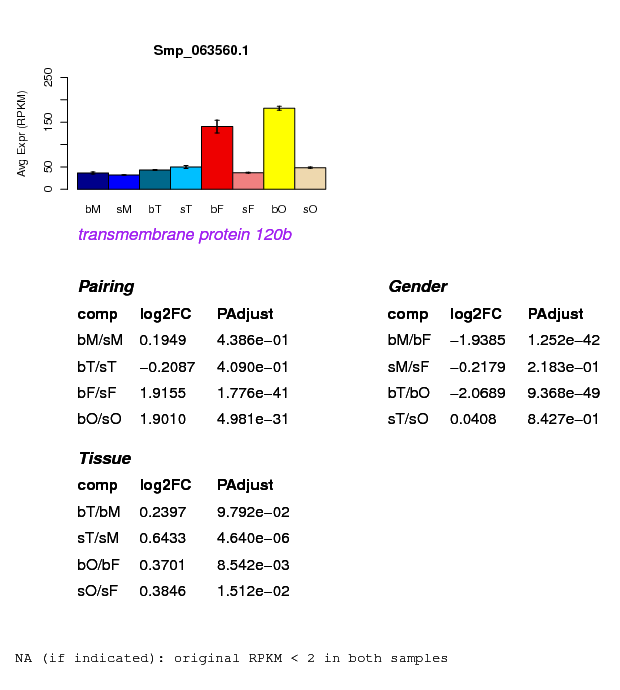 Smp_063560.1
Avg Expr (RPKM)
0 50 150 250
bM sM bT sT bF sF bO sO
transmembrane protein 120b
Pairing
comp log2FC PAdjust
bM/sM 0.1949 4.386e−01
bT/sT −0.2087 4.090e−01
bF/sF 1.9155 1.776e−41
bO/sO 1.9010 4.981e−31
Gender
comp log2FC PAdjust
bM/bF −1.9385 1.252e−42
sM/sF −0.2179 2.183e−01
bT/bO −2.0689 9.368e−49
sT/sO 0.0408 8.427e−01
Tissue
comp log2FC PAdjust
bT/bM 0.2397 9.792e−02
sT/sM 0.6433 4.640e−06
bO/bF 0.3701 8.542e−03
sO/sF 0.3846 1.512e−02
NA (if indicated): original RPKM < 2 in both samples